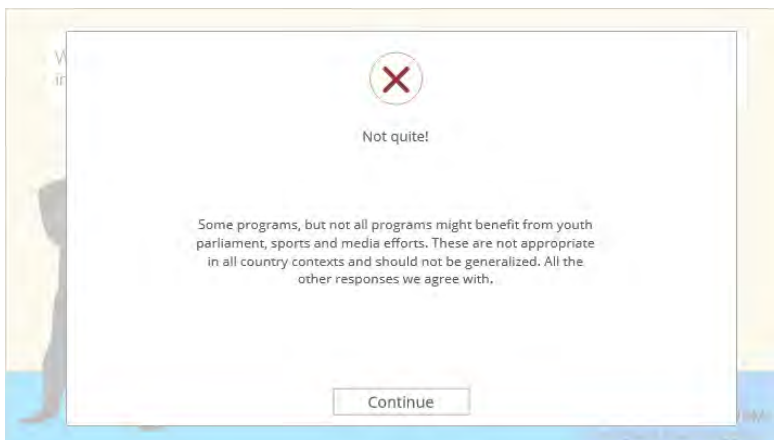 Not quite!
Some programs, but not all programs might benefit from youth
parliament, sports and media efforts. These are not appropriate
in all country contexts and should not be generalized. All the
other responses we agree with.
Continue